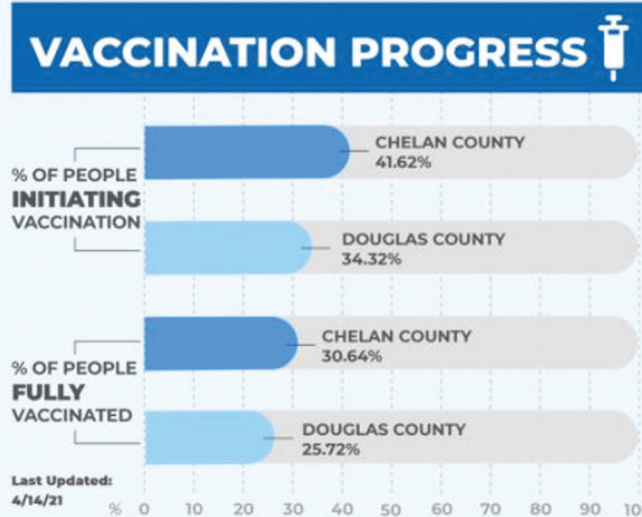 VACCINATION PROGRESS
CHELAN COUNTY
41.62%
% OF PEOPLE
INITIATING
VACCINATION
DOUGLAS COUNTY
34.32%
CHELAN COUNTY
30.64%
% OF PEOPLE
FULLY
VACCINATED
DOUGLAS COUNTY
25.72%
Last Updated:
4/14/21
% 0 10 20 30 40 50 60 70 80 90 10